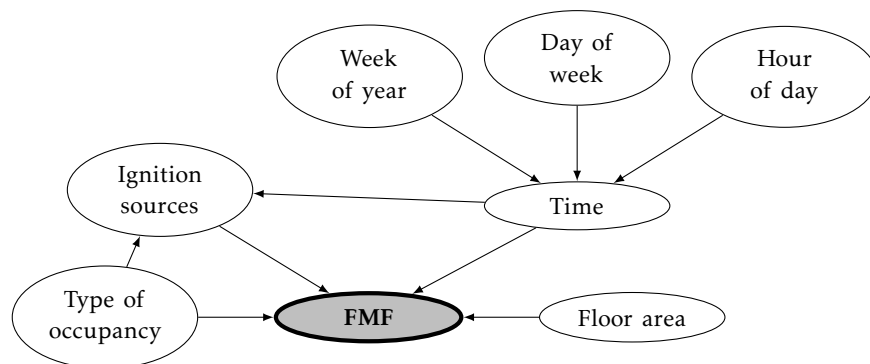 Week
of year
Day of
week
Hour
of day
Ignition
sources
Time
Type of
occupancy
FMF
Floor area